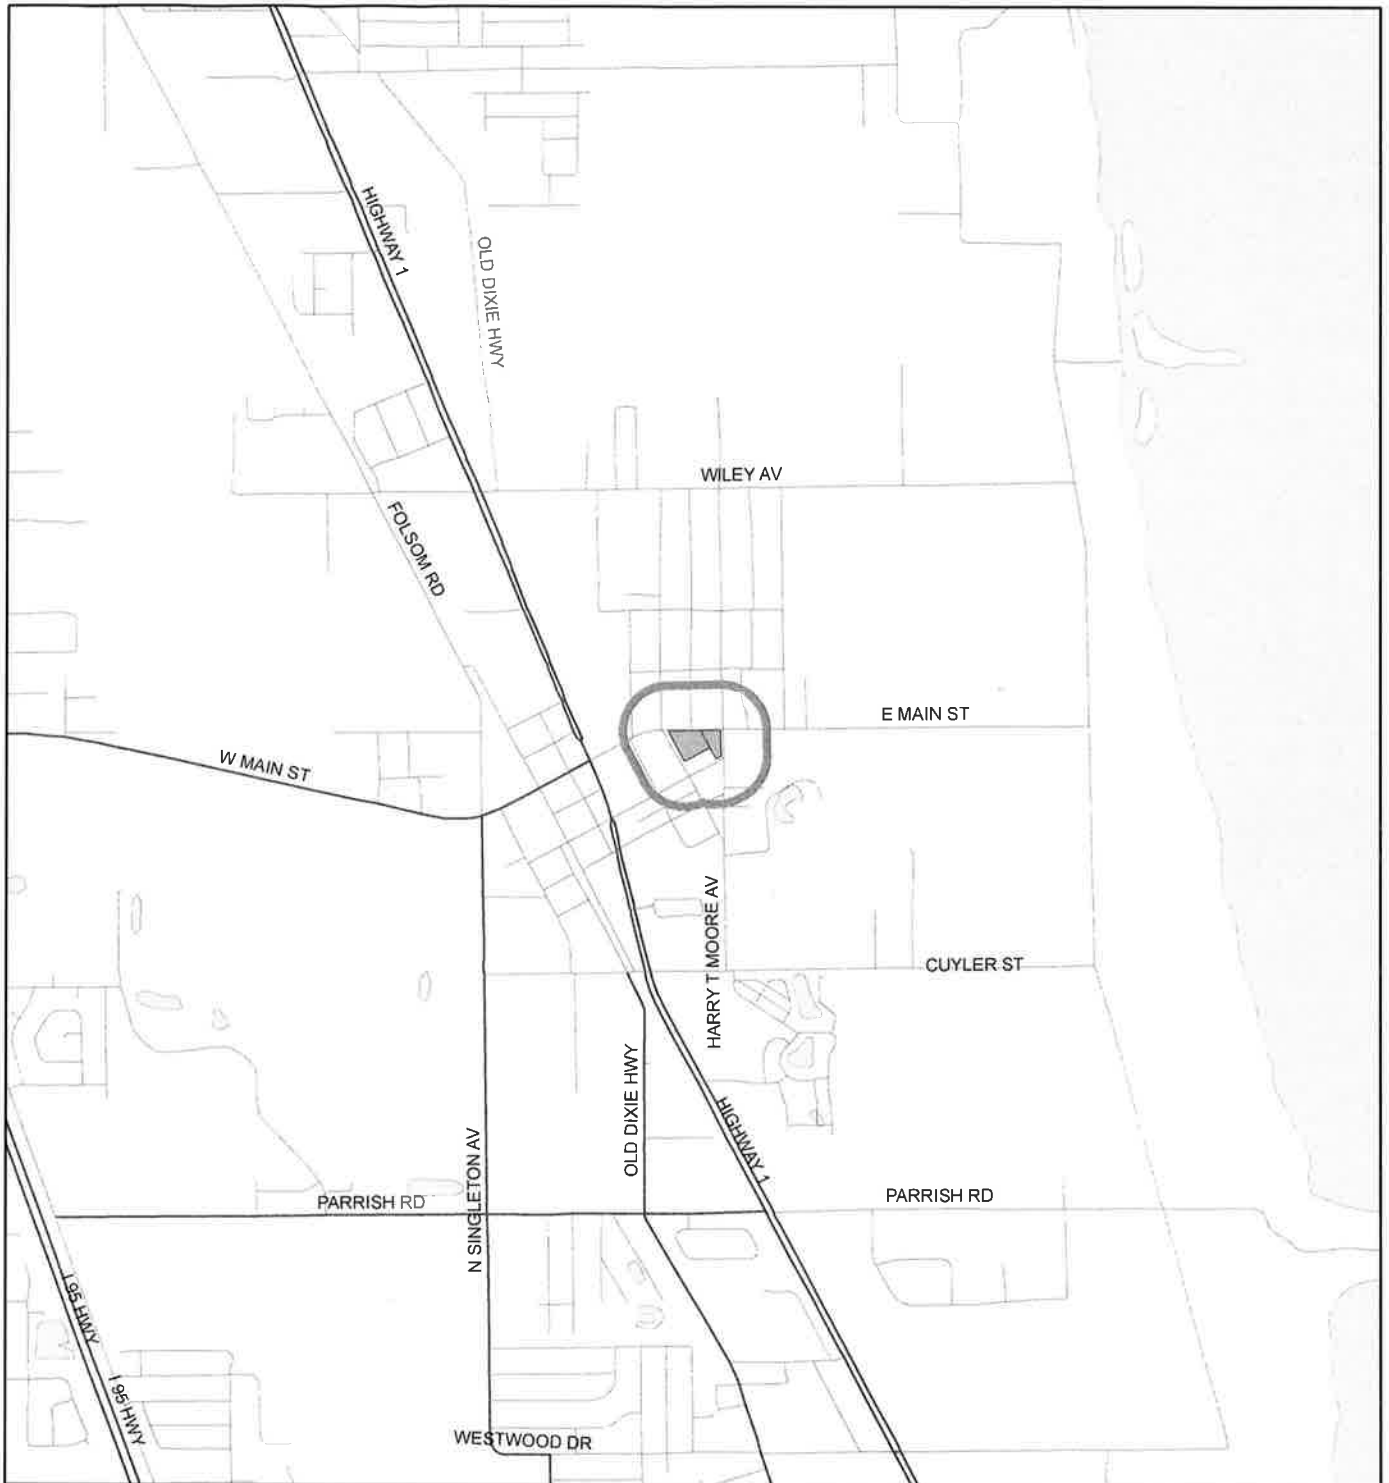 HIGHWAY 1
OLD DIXIE HWY
WILEY AV
FOLSOM RD
E MAIN ST
W MAIN ST
HARRY T MOORE AV
CUYLER ST
OLD DIXIE HWY
HIGHWAY 1
N SINGLETON AV
PARRISH RD
PARRISH RD
I 95 HWY
I 95 HWY
WESTWOOD DR